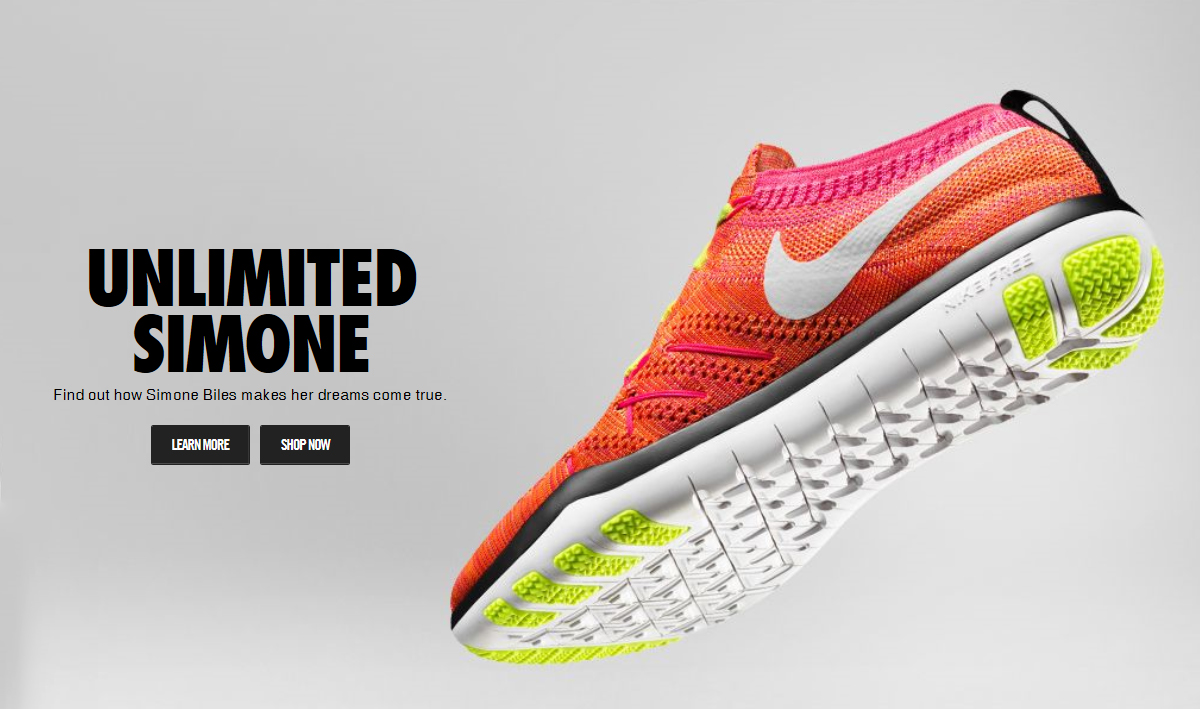 UNLIMITED
SIMONE
Find out how Simone Biles makes her dreams come true.
LEARN MORE
SHOP NOW
NIKE FREE